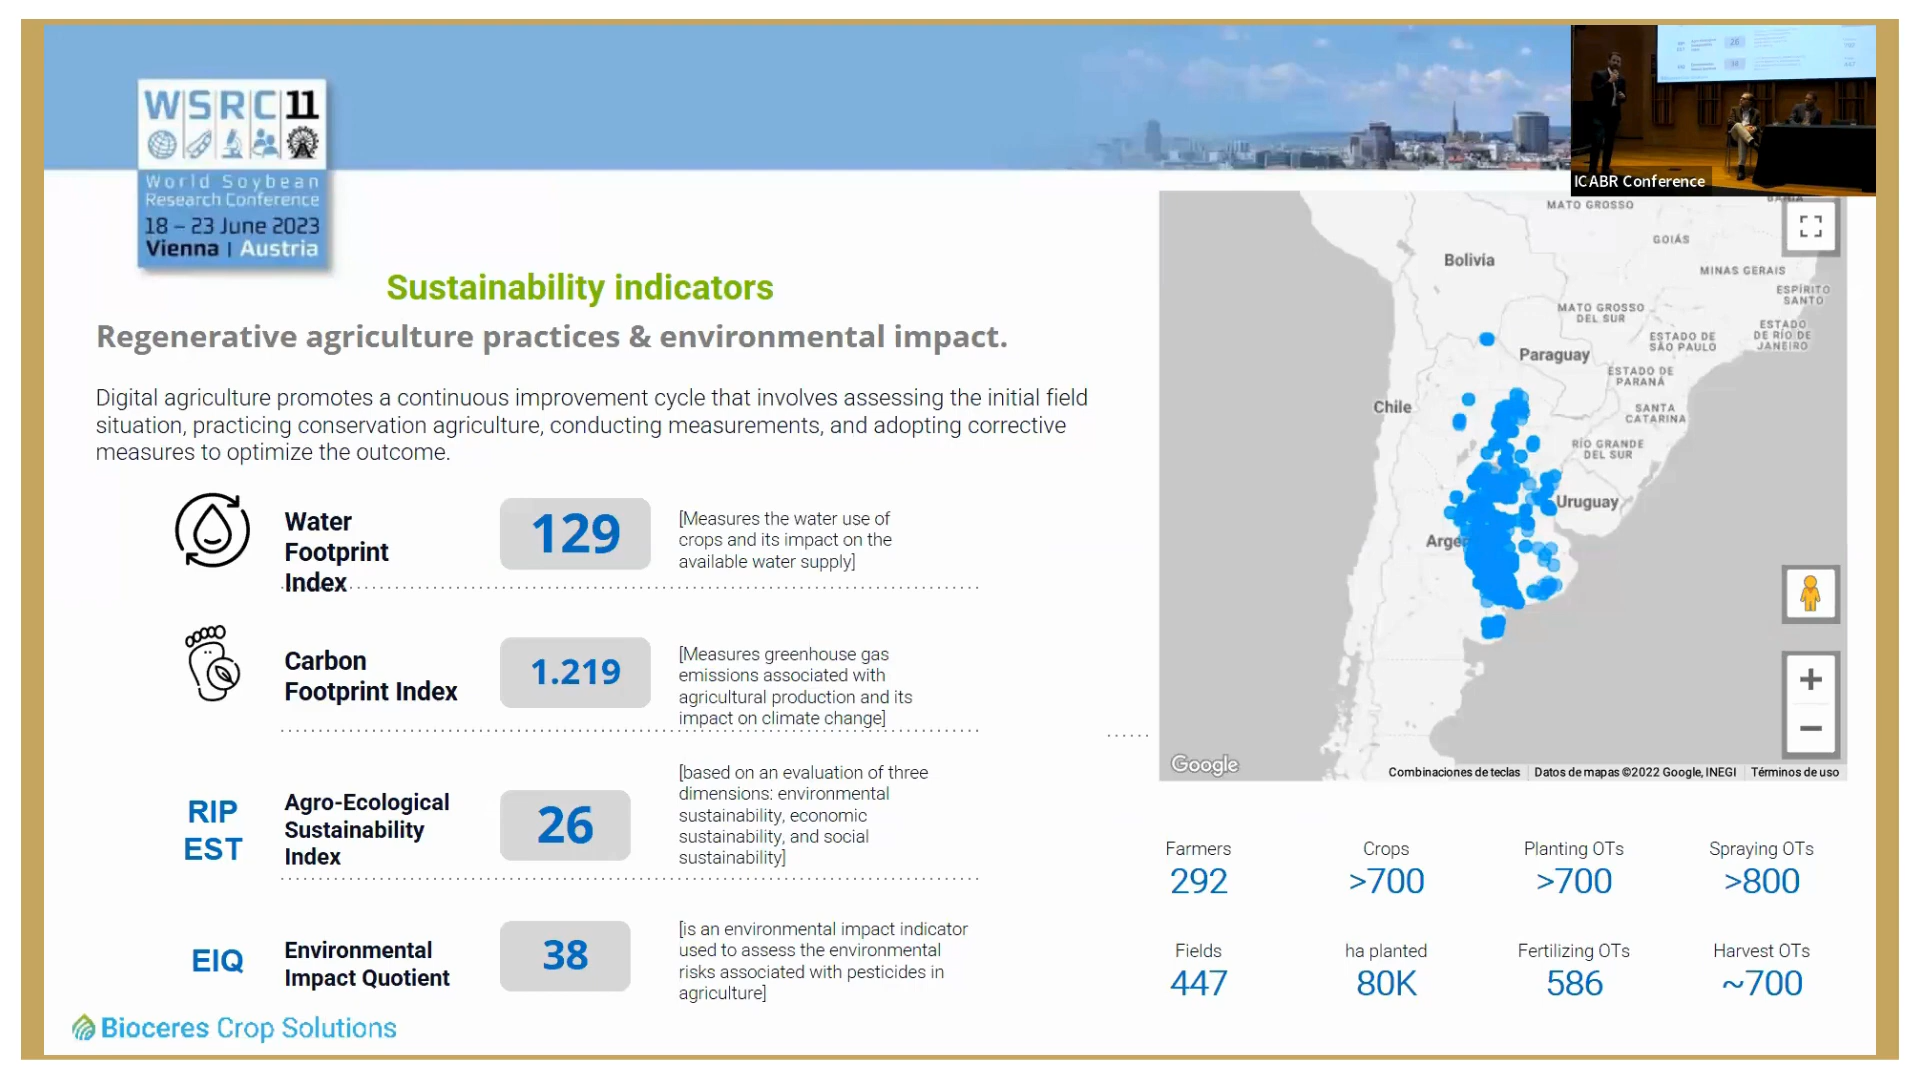 WSRC11
World Soybean
Research Conference
18 – 23 June 2023
Vienna | Austria
ICABR Conference
Sustainability indicators
Regenerative agriculture practices & environmental impact.
Digital agriculture promotes a continuous improvement cycle that involves assessing the initial field
situation, practicing conservation agriculture, conducting measurements, and adopting corrective
measures to optimize the outcome.
Water
Footprint
Index
129
[Measures the water use of
crops and its impact on the
available water supply]
Carbon
Footprint Index
1.219
[Measures greenhouse gas
emissions associated with
agricultural production and its
impact on climate change]
RIP
EST
Agro-Ecological
Sustainability
Index
26
[based on an evaluation of three
dimensions: environmental
sustainability, economic
sustainability, and social
sustainability]
EIQ
Environmental
Impact Quotient
38
[is an environmental impact indicator
used to assess the environmental
risks associated with pesticides in
agriculture]
Bioceres Crop Solutions
MATO GROSSO
GOIÁS
Bolivia
MINAS GERAIS
ESPÍRITO
SANTO
MATO GROSSO
DEL SUR
ESTADO
DE RÍO DE
JANEIRO
ESTADO DE
SÃO PAULO
Paraguay
ESTADO DE
PARANÁ
Chile
SANTA
CATARINA
RÍO GRANDE
DEL SUR
Uruguay
Arge
Google
Combinaciones de teclas
Datos de mapas ©2022 Google, INEGI
Términos de uso
Farmers
292
Crops
>700
Planting OTs
>700
Spraying OTs
>800
Fields
447
ha planted
80K
Fertilizing OTs
586
Harvest OTs
~700